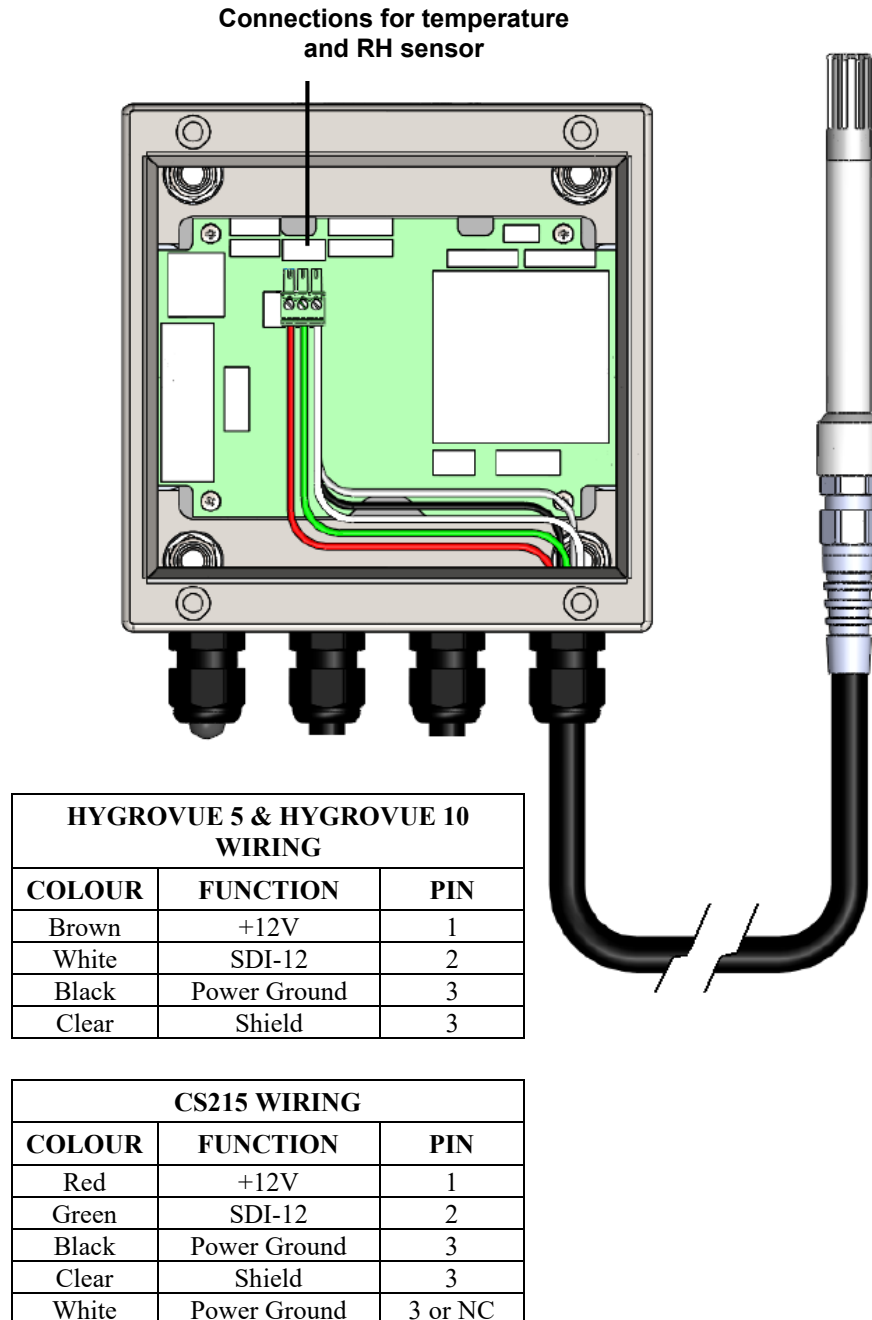 Connections for temperature
and RH sensor
HYGROVUE 5 & HYGROVUE 10
WIRING
COLOUR FUNCTION PIN
Brown +12V 1
White SDI-12 2
Black Power Ground 3
Clear Shield 3
CS215 WIRING
COLOUR FUNCTION PIN
Red +12V 1
Green SDI-12 2
Black Power Ground 3
Clear Shield 3
White Power Ground 3 or NC